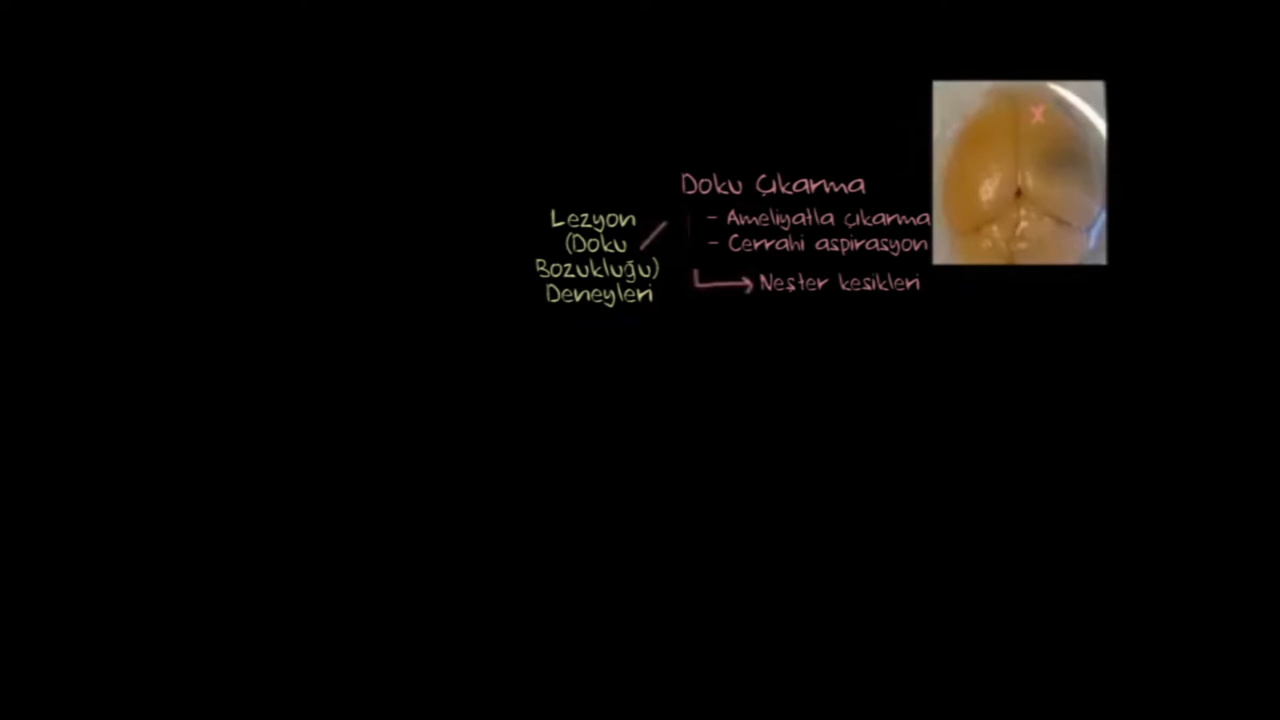 Doku Çıkarma
- Ameliyatla çıkarma
- Cerrahi aspirasyon
Neşter kesikleri
Lezyon
(Doku
Bozukluğu)
Deneyleri
X